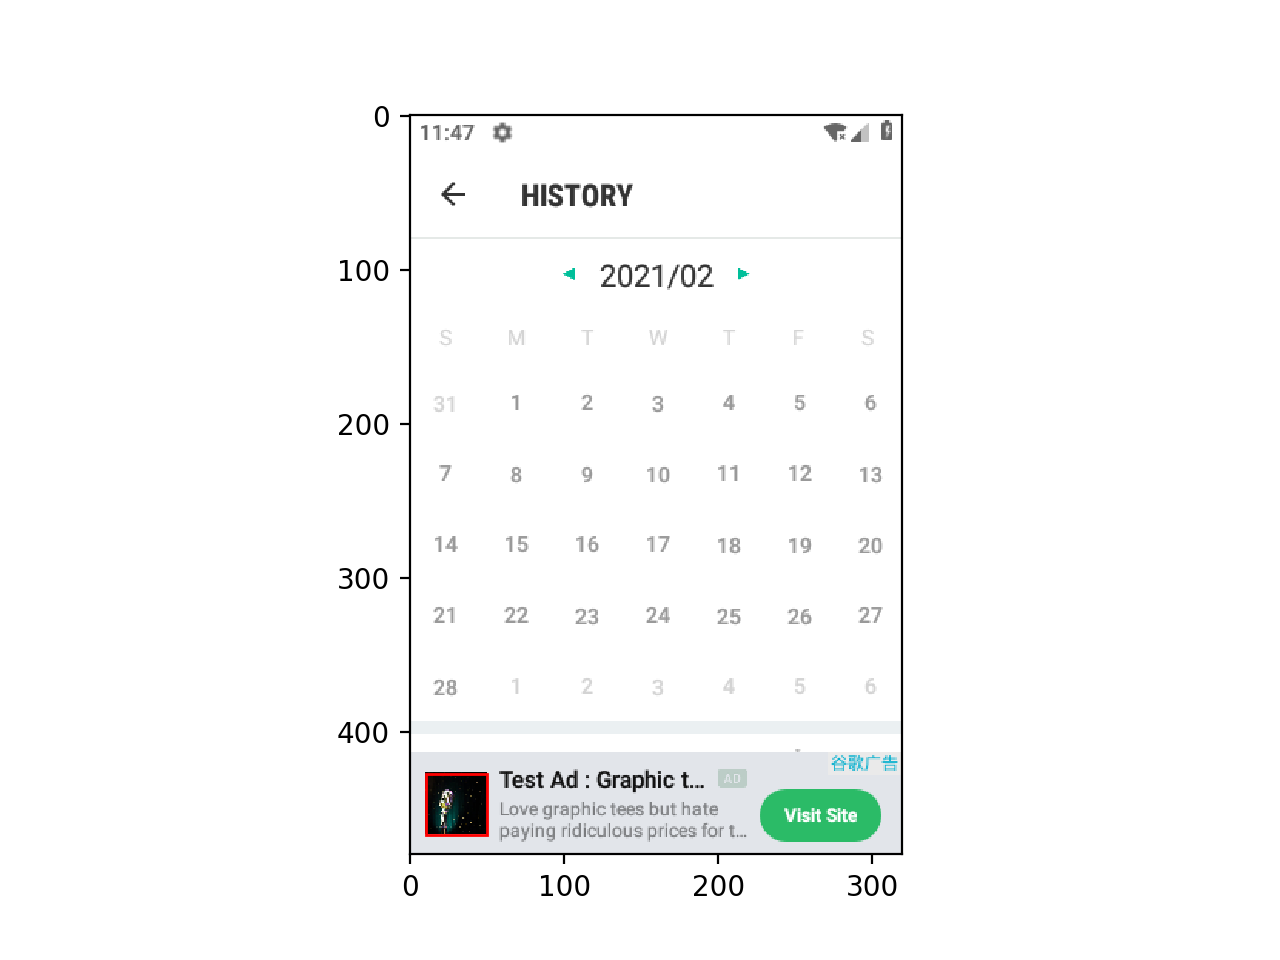 0
100
200
300
400
0 100 200 300
11:47
HISTORY
2021/02
S M T W T F S
31 1 2 3 4 5 6
7 8 9 10 11 12 13
14 15 16 17 18 19 20
21 22 23 24 25 26 27
28 1 2 3 4 5 6
谷歌广告
Test Ad : Graphic t... AD
Love graphic tees but hate
paying ridiculous prices for t...
Visit Site